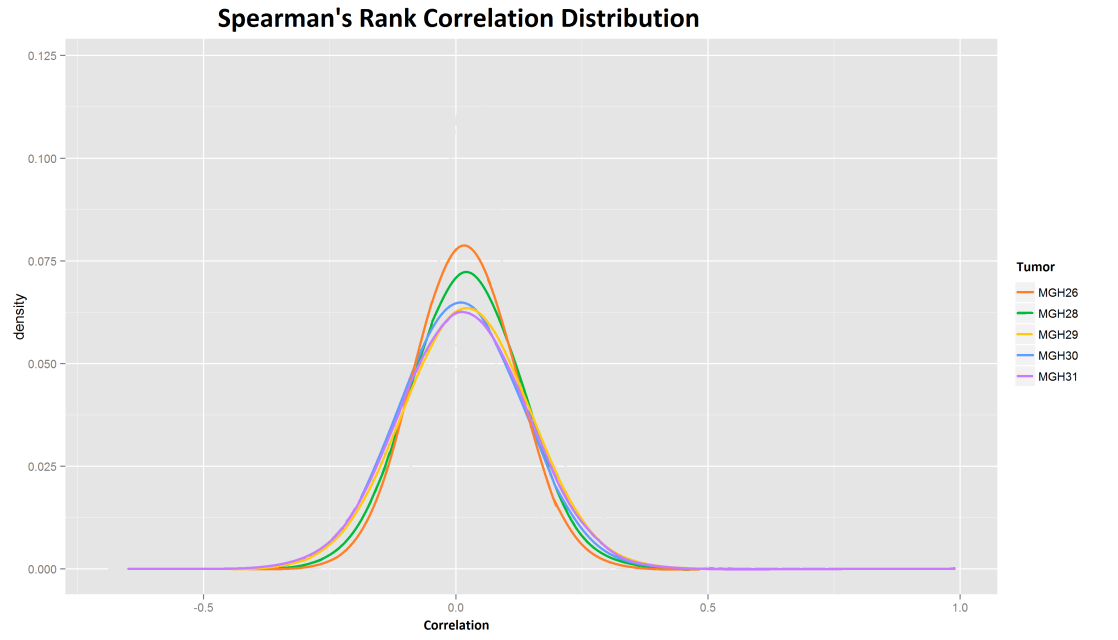 Spearman's Rank Correlation Distribution
0.125
0.100
0.075
0.050
0.025
0.000
density
-0.5
0.0
0.5
1.0
Correlation
Tumor
MGH26
MGH28
MGH29
MGH30
MGH31